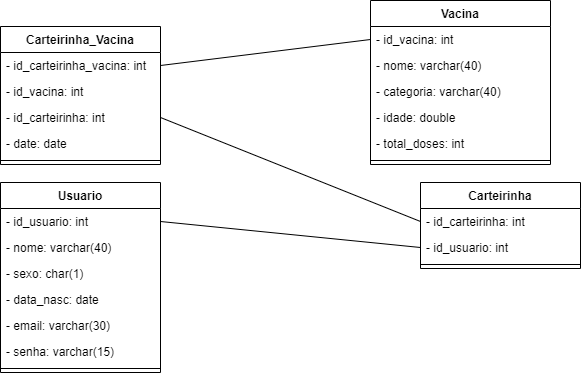 Carteirinha_Vacina
- id_carteirinha_vacina: int
- id_vacina: int
- id_carteirinha: int
- date: date
Vacina
- id_vacina: int
- nome: varchar(40)
- categoria: varchar(40)
- idade: double
- total_doses: int
Usuario
- id_usuario: int
- nome: varchar(40)
- sexo: char(1)
- data_nasc: date
- email: varchar(30)
- senha: varchar(15)
Carteirinha
- id_carteirinha: int
- id_usuario: int